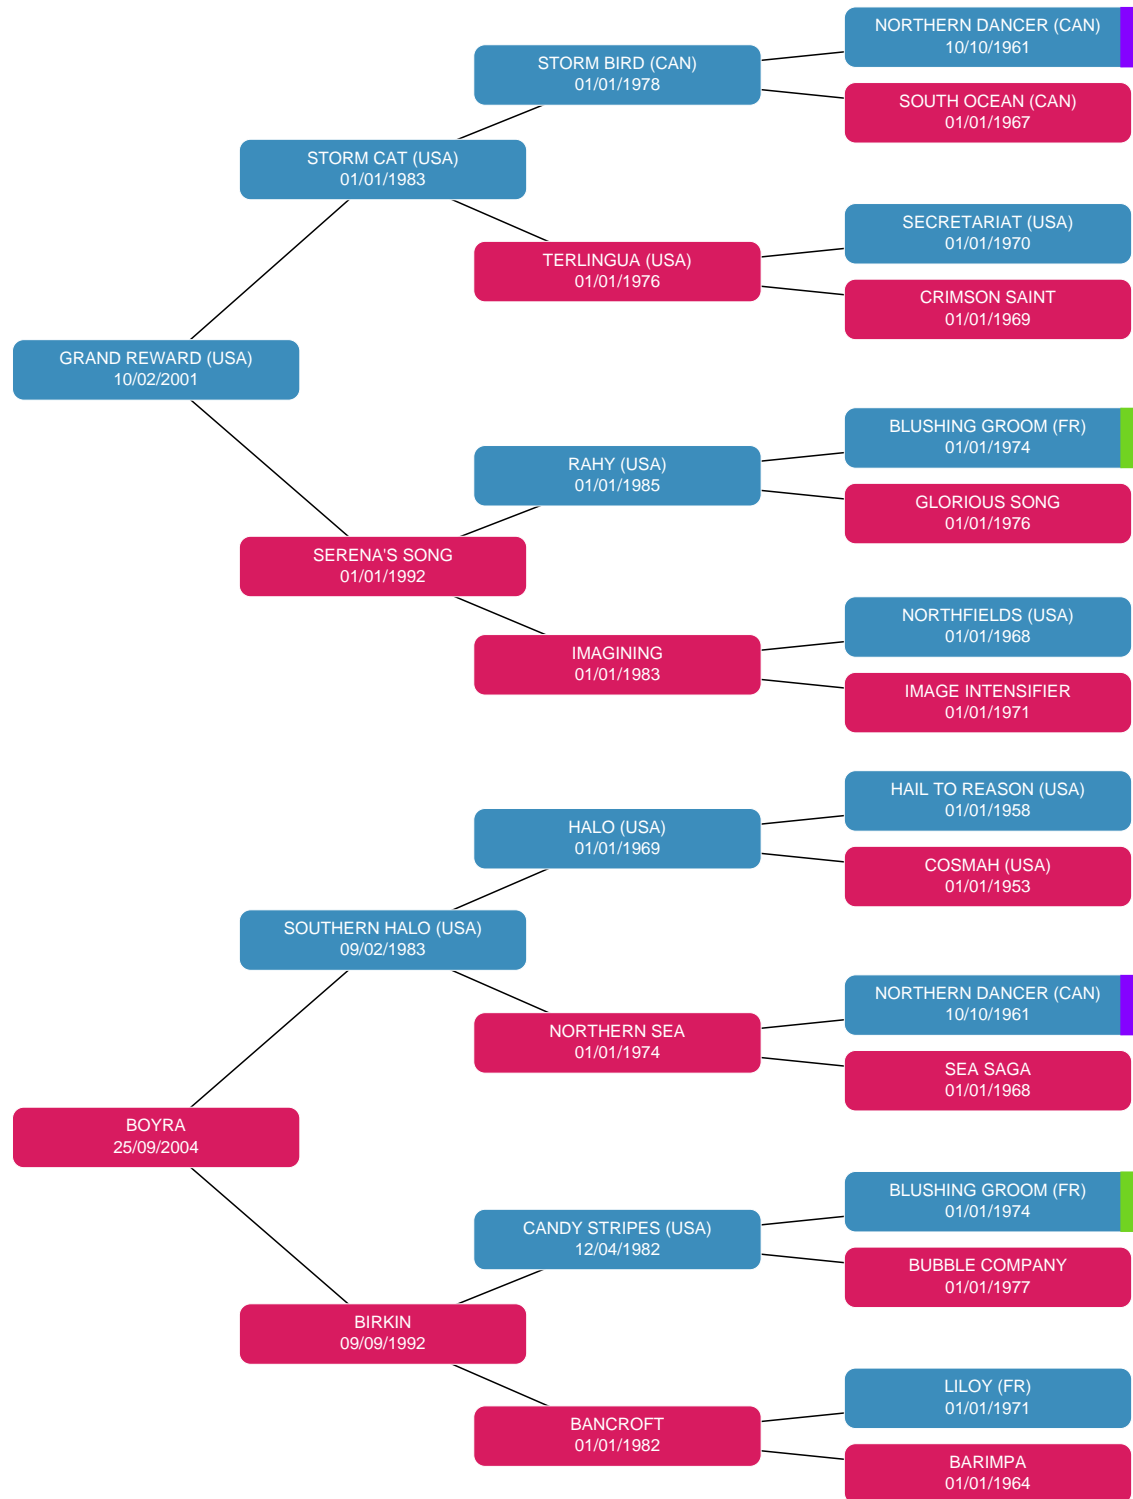 NORTHERN DANCER (CAN)
10/10/1961
STORM BIRD (CAN)
01/01/1978
SOUTH OCEAN (CAN)
01/01/1967
STORM CAT (USA)
01/01/1983
SECRETARIAT (USA)
01/01/1970
TERLINGUA (USA)
01/01/1976
CRIMSON SAINT
01/01/1969
GRAND REWARD (USA)
10/02/2001
BLUSHING GROOM (FR)
01/01/1974
RAHY (USA)
01/01/1985
GLORIOUS SONG
01/01/1976
SERENA'S SONG
01/01/1992
NORTHFIELDS (USA)
01/01/1968
IMAGINING
01/01/1983
IMAGE INTENSIFIER
01/01/1971
HAIL TO REASON (USA)
01/01/1958
HALO (USA)
01/01/1969
COSMAH (USA)
01/01/1953
SOUTHERN HALO (USA)
09/02/1983
NORTHERN DANCER (CAN)
10/10/1961
NORTHERN SEA
01/01/1974
SEA SAGA
01/01/1968
BOYRA
25/09/2004
BLUSHING GROOM (FR)
01/01/1974
CANDY STRIPES (USA)
12/04/1982
BUBBLE COMPANY
01/01/1977
BIRKIN
09/09/1992
LILOY (FR)
01/01/1971
BANCROFT
01/01/1982
BARIMPA
01/01/1964